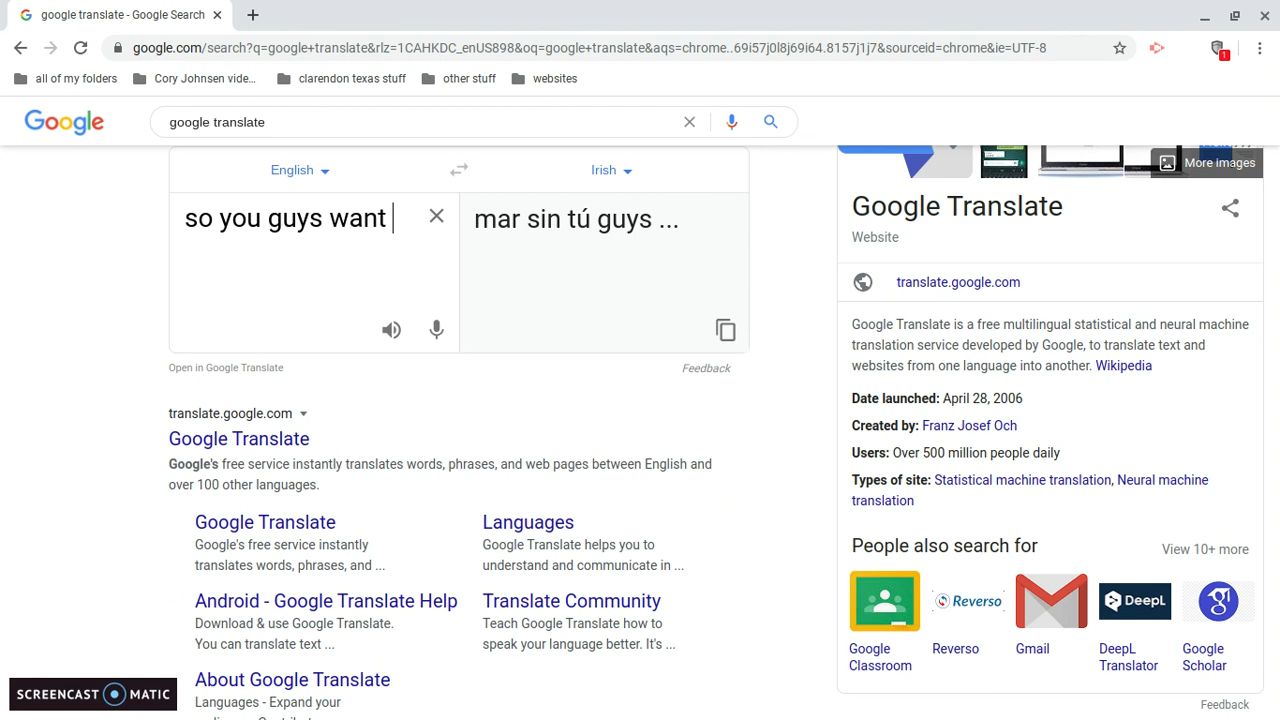 google translate - Google Search
google.com/search?q=google+translate&rlz=1CAHKDC_enUS898&oq=google+translate&aqs=chrome..69i57j0l8j69i64.8157j1j7&sourceid=chrome&ie=UTF-8
1
all of my folders
Cory Johnsen vide...
clarendon texas stuff
other stuff
websites
Google
google translate
English
Irish
so you guys want
mar sin tú guys ...
Open in Google Translate
Feedback
translate.google.com
Google Translate
Google's free service instantly translates words, phrases, and web pages between English and
over 100 other languages.
Google Translate
Google's free service instantly
translates words, phrases, and ...
Languages
Google Translate helps you to
understand and communicate in ...
Android - Google Translate Help
Download & use Google Translate.
You can translate text ...
Translate Community
Teach Google Translate how to
speak your language better. It's ...
About Google Translate
Languages - Expand your
More images
Google Translate
Website
translate.google.com
Google Translate is a free multilingual statistical and neural machine
translation service developed by Google, to translate text and
websites from one language into another. Wikipedia
Date launched: April 28, 2006
Created by: Franz Josef Och
Users: Over 500 million people daily
Types of site: Statistical machine translation, Neural machine
translation
People also search for
View 10+ more
Reverso
DeepL
Google
Classroom
Reverso
Gmail
DeepL
Translator
Google
Scholar
Feedback
SCREENCAST MATIC